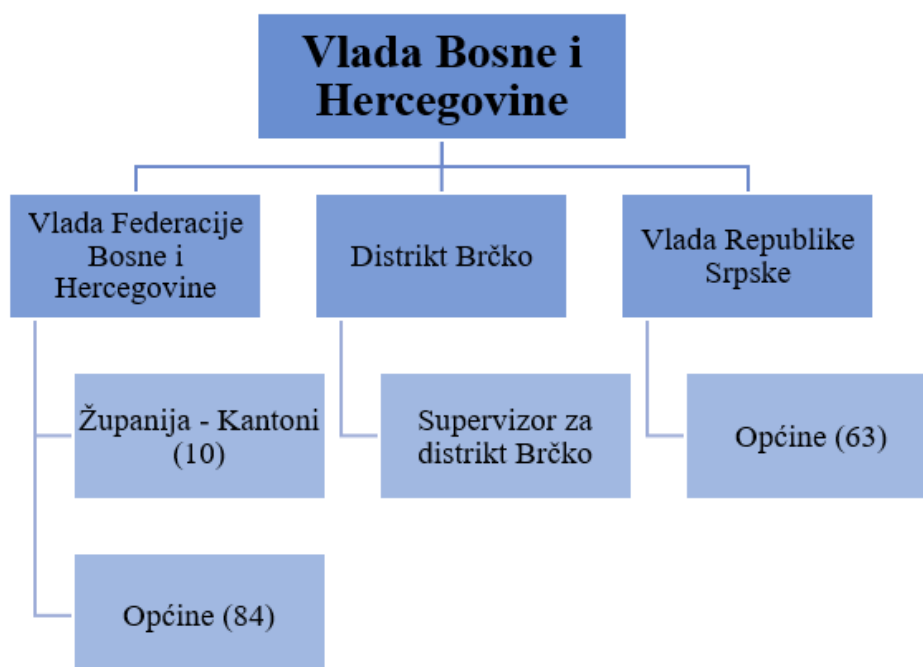 Vlada Bosne i
Hercegovine
Vlada Federacije
Bosne i
Hercegovine
Distrikt Brčko
Vlada Republike
Srpske
Županija - Kantoni
(10)
Supervizor za
distrikt Brčko
Općine (63)
Općine (84)